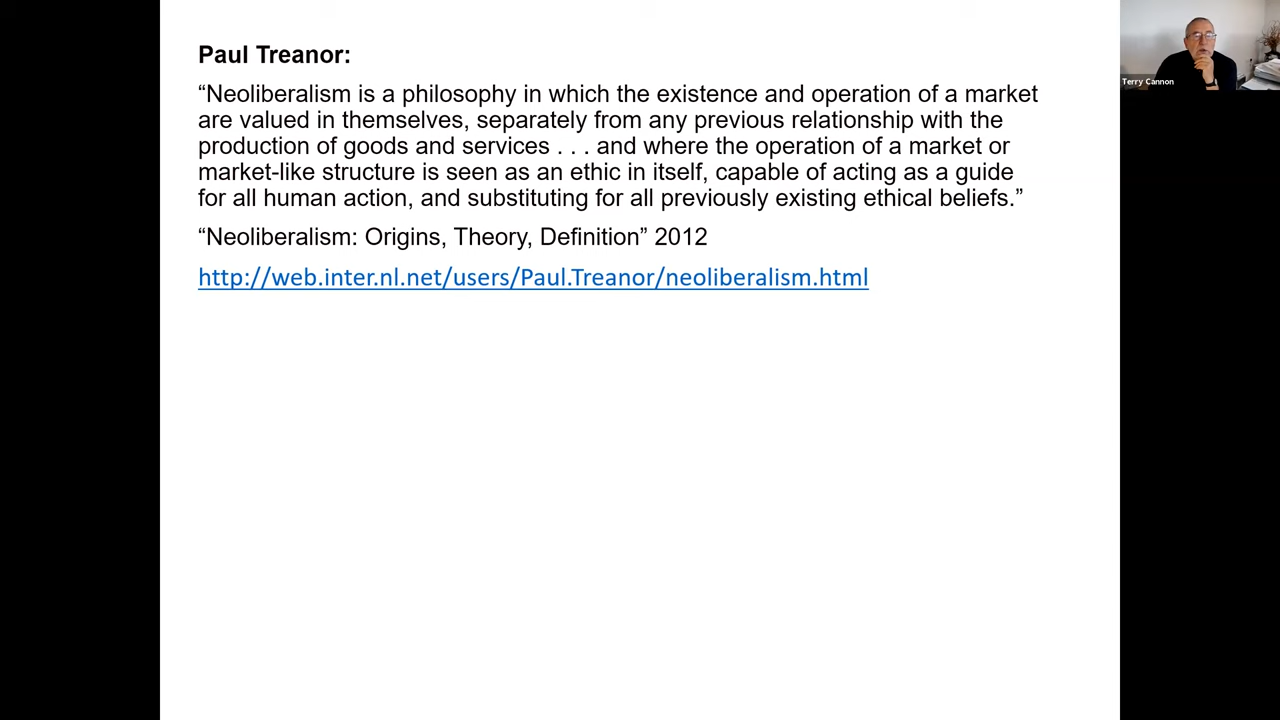 Paul Treanor:
“Neoliberalism is a philosophy in which the existence and operation of a market
are valued in themselves, separately from any previous relationship with the
production of goods and services . . . and where the operation of a market or
market-like structure is seen as an ethic in itself, capable of acting as a guide
for all human action, and substituting for all previously existing ethical beliefs.”
“Neoliberalism: Origins, Theory, Definition” 2012
http://web.inter.nl.net/users/Paul.Treanor/neoliberalism.html
Terry Cannon